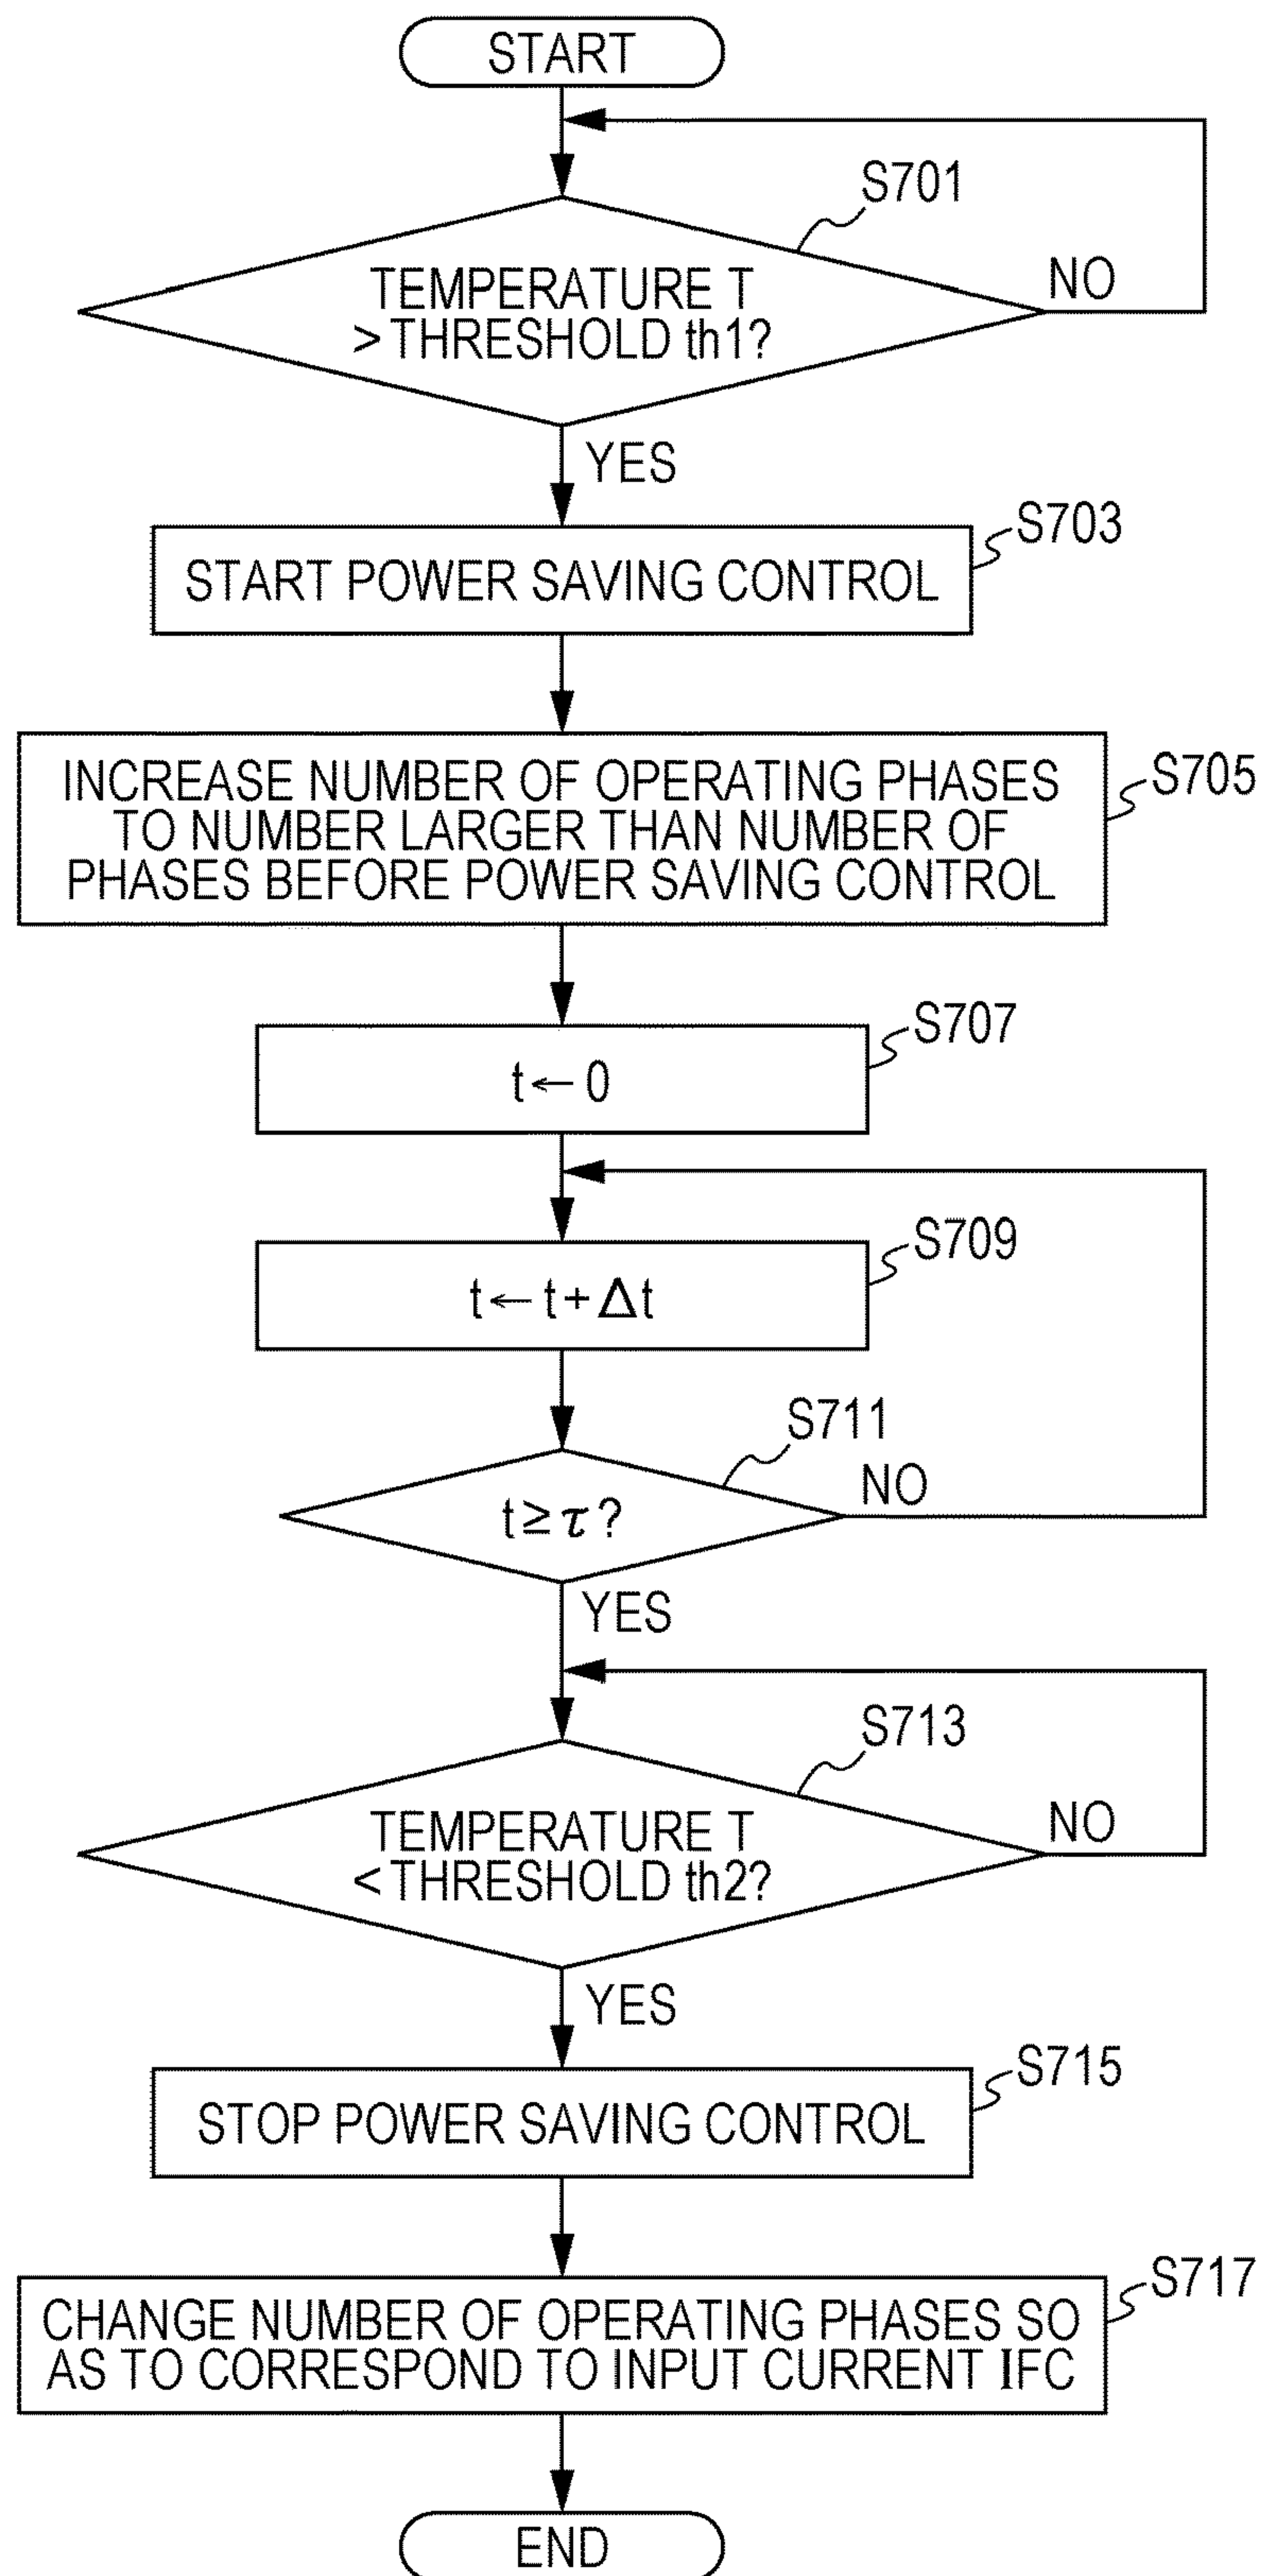 START
S701
TEMPERATURE T
> THRESHOLD th1?
NO
YES
S703
START POWER SAVING CONTROL
S705
INCREASE NUMBER OF OPERATING PHASES
TO NUMBER LARGER THAN NUMBER OF
PHASES BEFORE POWER SAVING CONTROL
S707
t ← 0
S709
t ← t + Δt
S711
t ≥ τ ?
NO
YES
S713
TEMPERATURE T
< THRESHOLD th2?
NO
YES
S715
STOP POWER SAVING CONTROL
S717
CHANGE NUMBER OF OPERATING PHASES SO
AS TO CORRESPOND TO INPUT CURRENT IFC
END